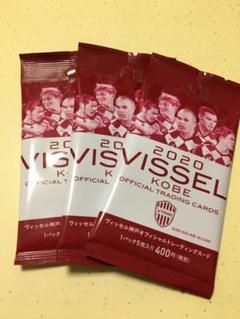 2020
VISSEL
KOBE
OFFICIAL TRADING CARDS
VISSEL
ヴィッセル神戸オフィシャルトレーディングカード
1パック5枚入り400円(税別)